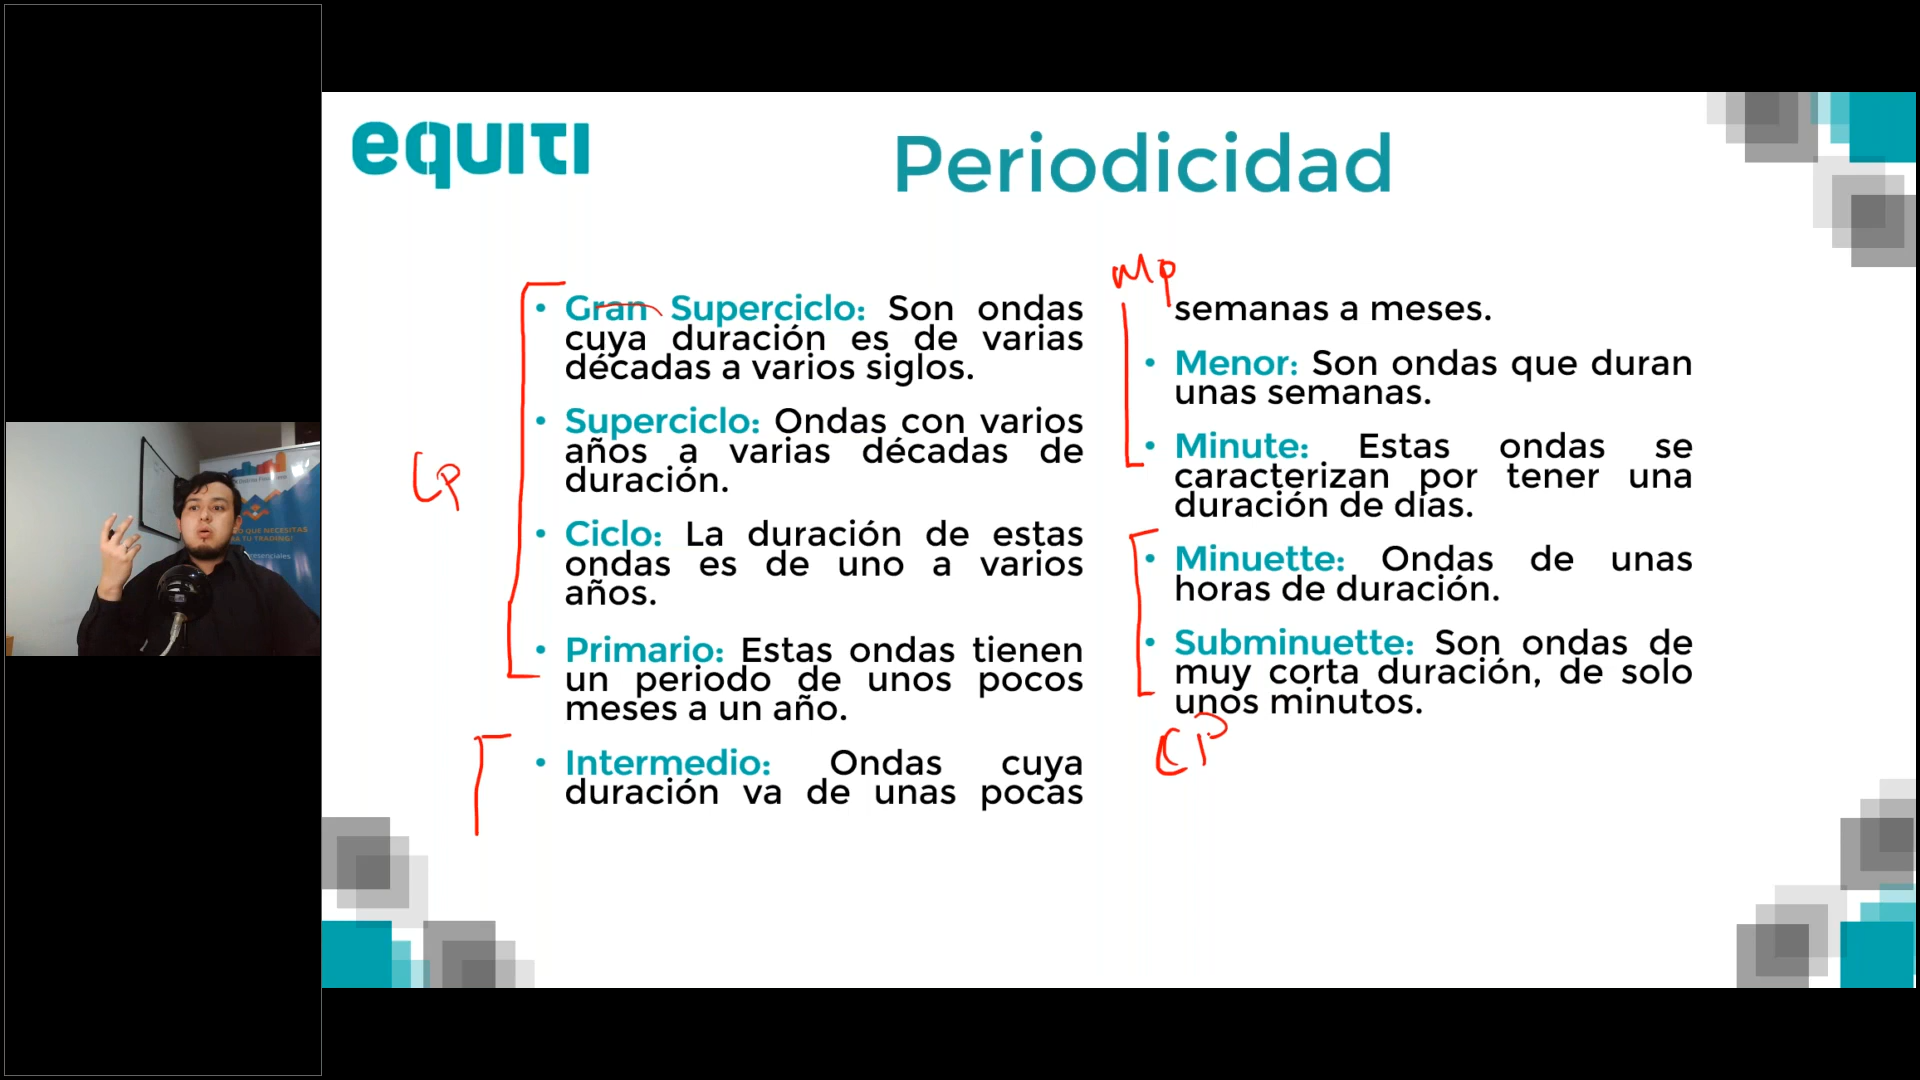 equiti
Periodicidad
• Gran Superciclo: Son ondas
cuya duración es de varias
décadas a varios siglos.
• Superciclo: Ondas con varios
años a varias décadas de
duración.
• Ciclo: La duración de estas
ondas es de uno a varios
años.
• Primario: Estas ondas tienen
un periodo de unos pocos
meses a un año.
• Intermedio: Ondas cuya
duración va de unas pocas
LP
MP
semanas a meses.
• Menor: Son ondas que duran
unas semanas.
• Minute: Estas ondas se
caracterizan por tener una
duración de días.
• Minuette: Ondas de unas
horas de duración.
• Subminuette: Son ondas de
muy corta duración, de solo
unos minutos.
CP